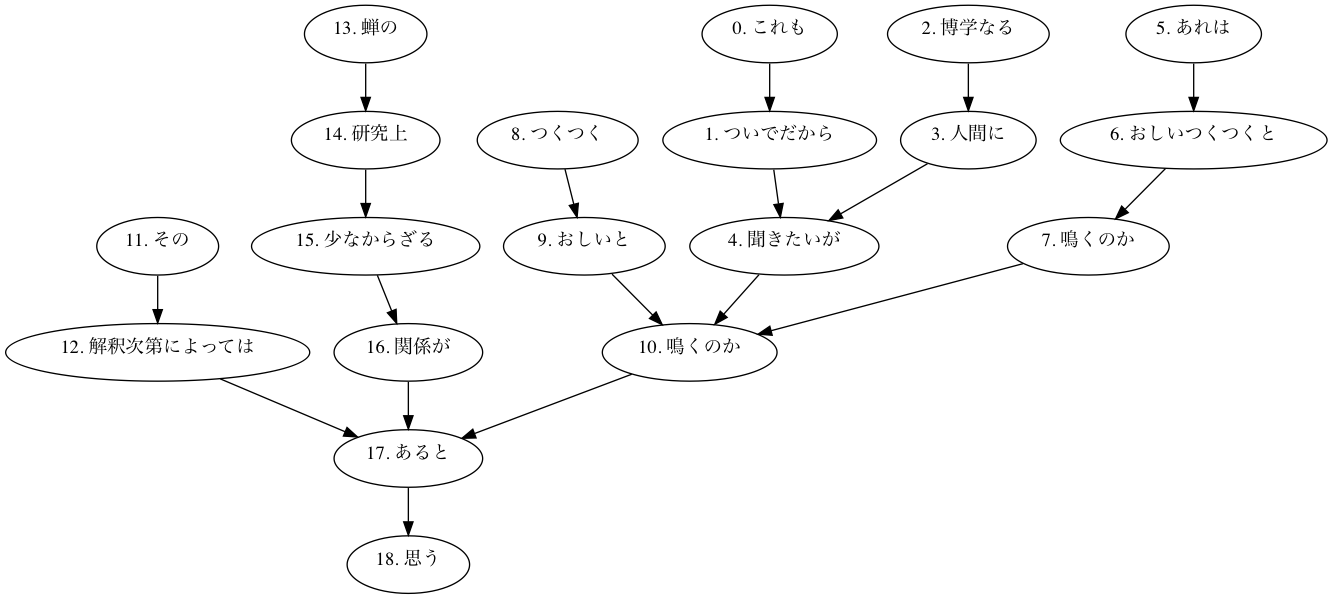 13. 蝉の
0. これも
2. 博学なる
5. あれは
14. 研究上
8. つくつく
1. ついでだから
3. 人間に
6. おしいつくつくと
11. その
15. 少なからざる
9. おしいと
4. 聞きたいが
7. 鳴くのか
12. 解釈次第によっては
16. 関係が
10. 鳴くのか
17. あると
18. 思う